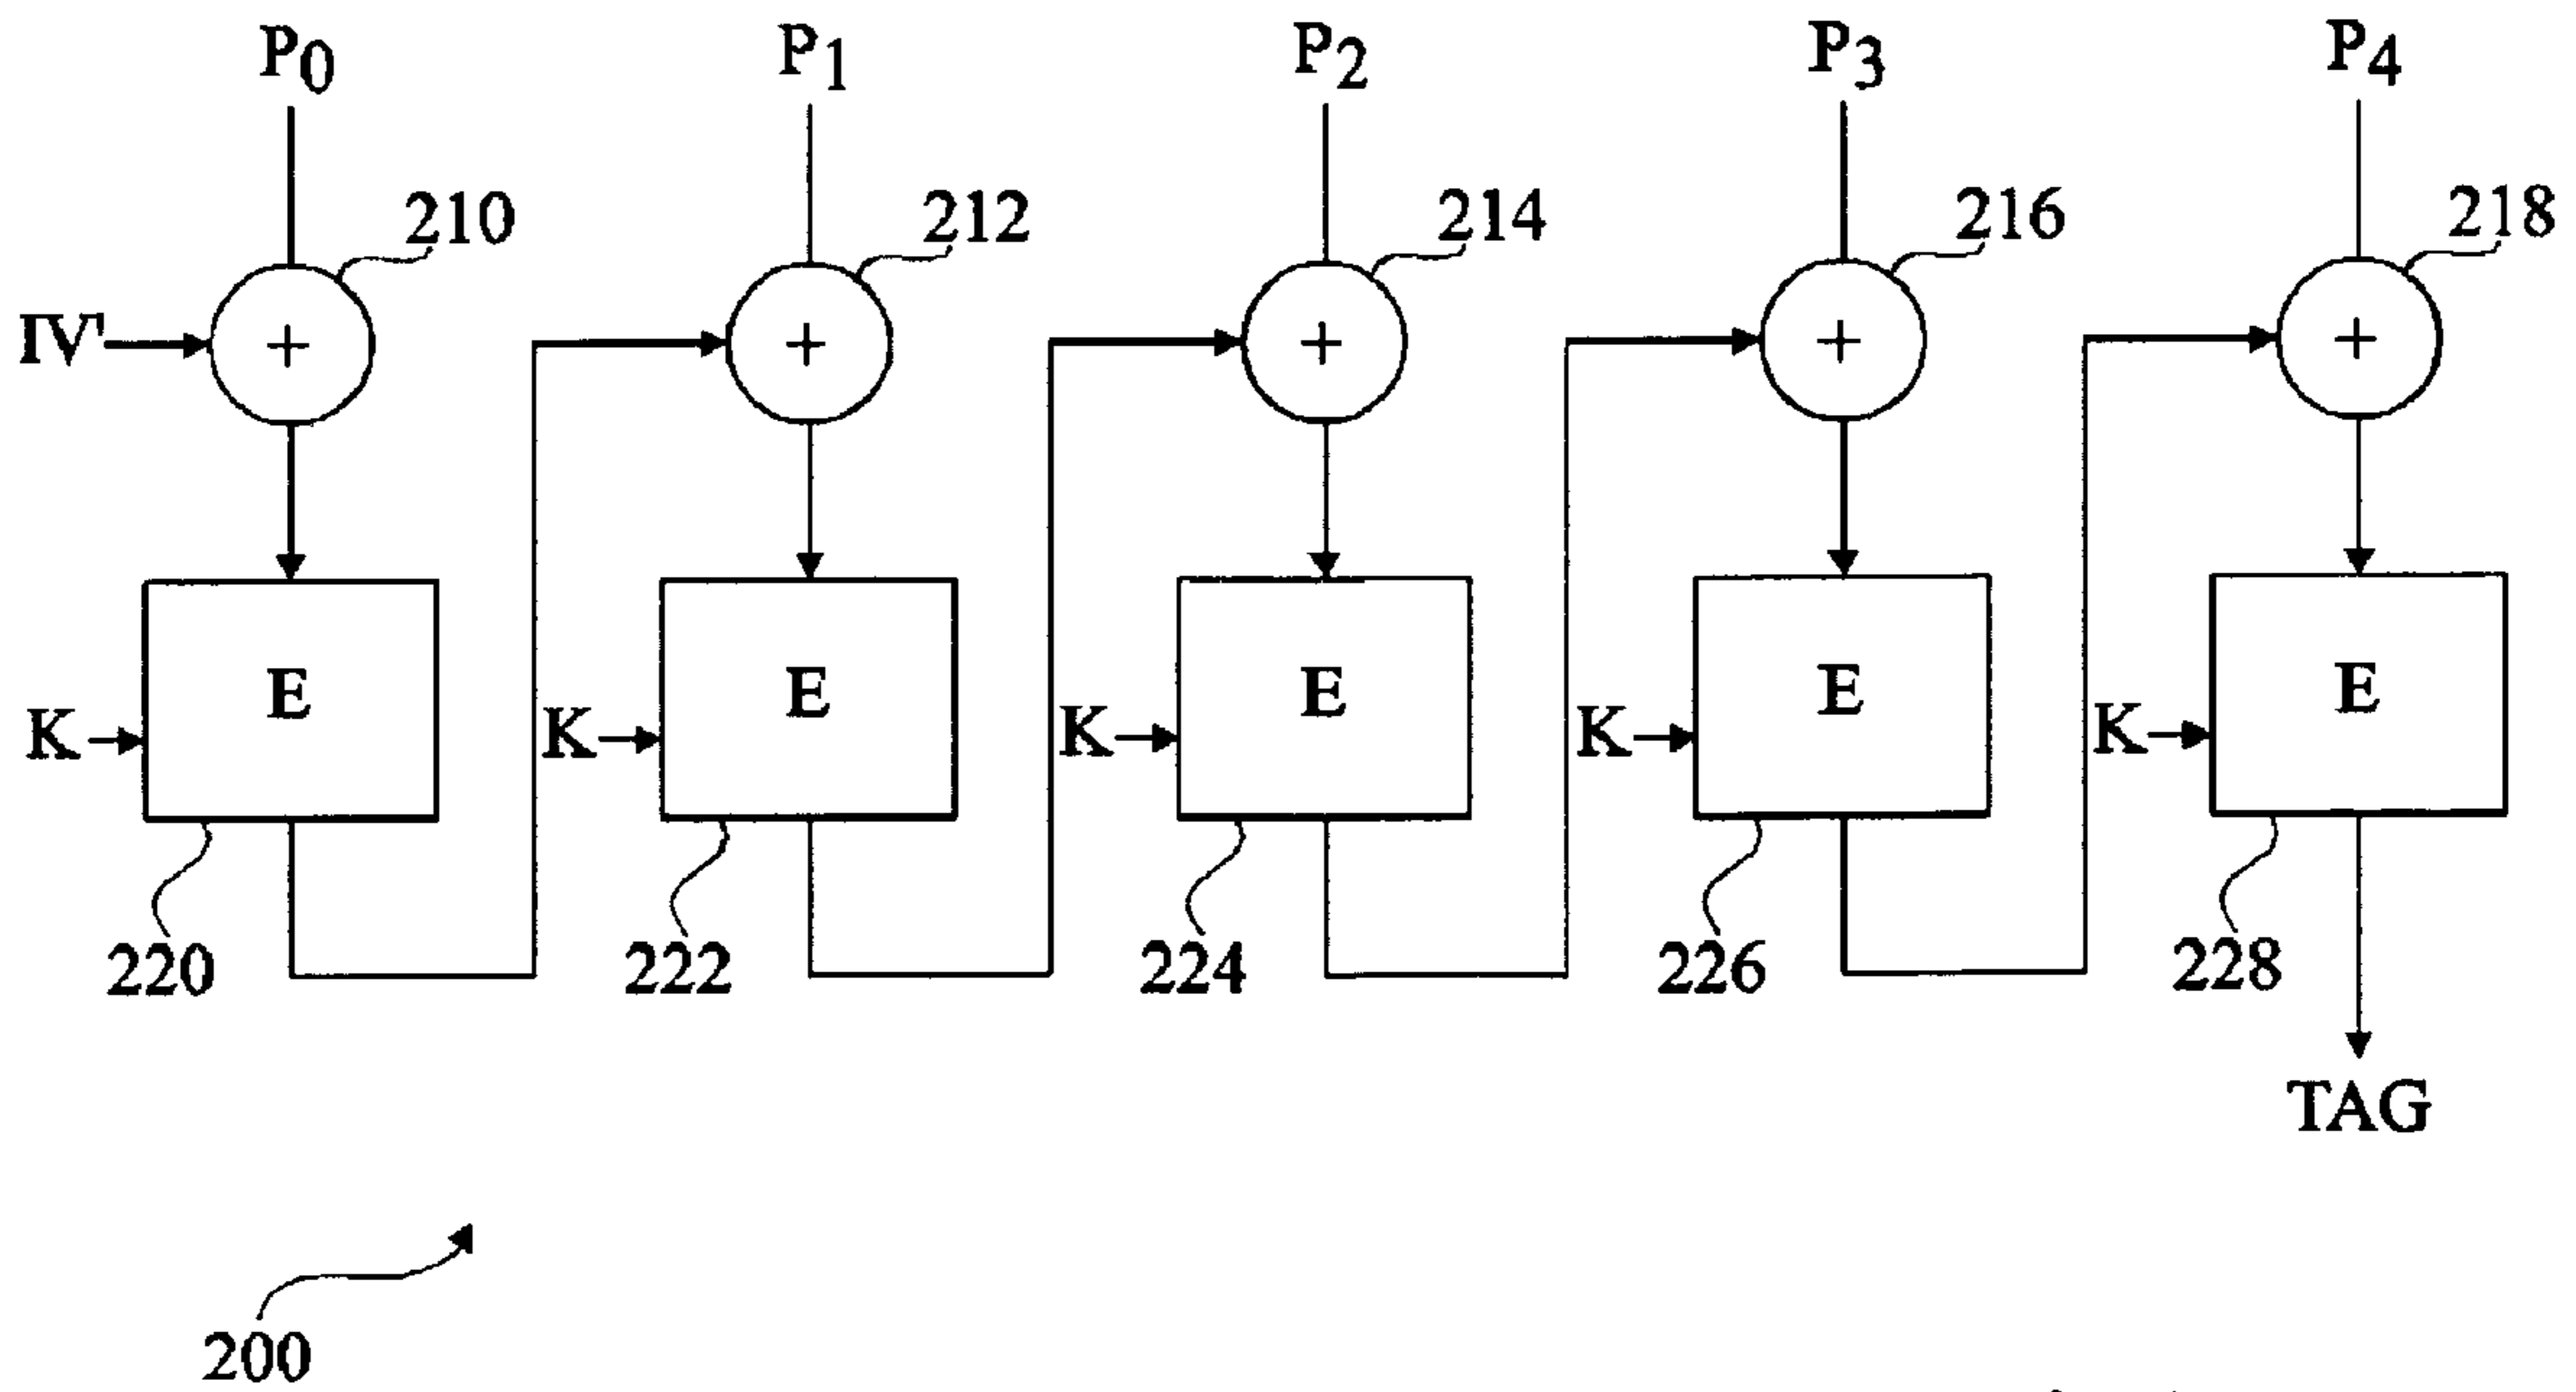 P0 P1 P2 P3 P4
210 212 214 216 218
IV' + + + + +
E E E E E
K K K K K
220 222 224 226 228
TAG
200